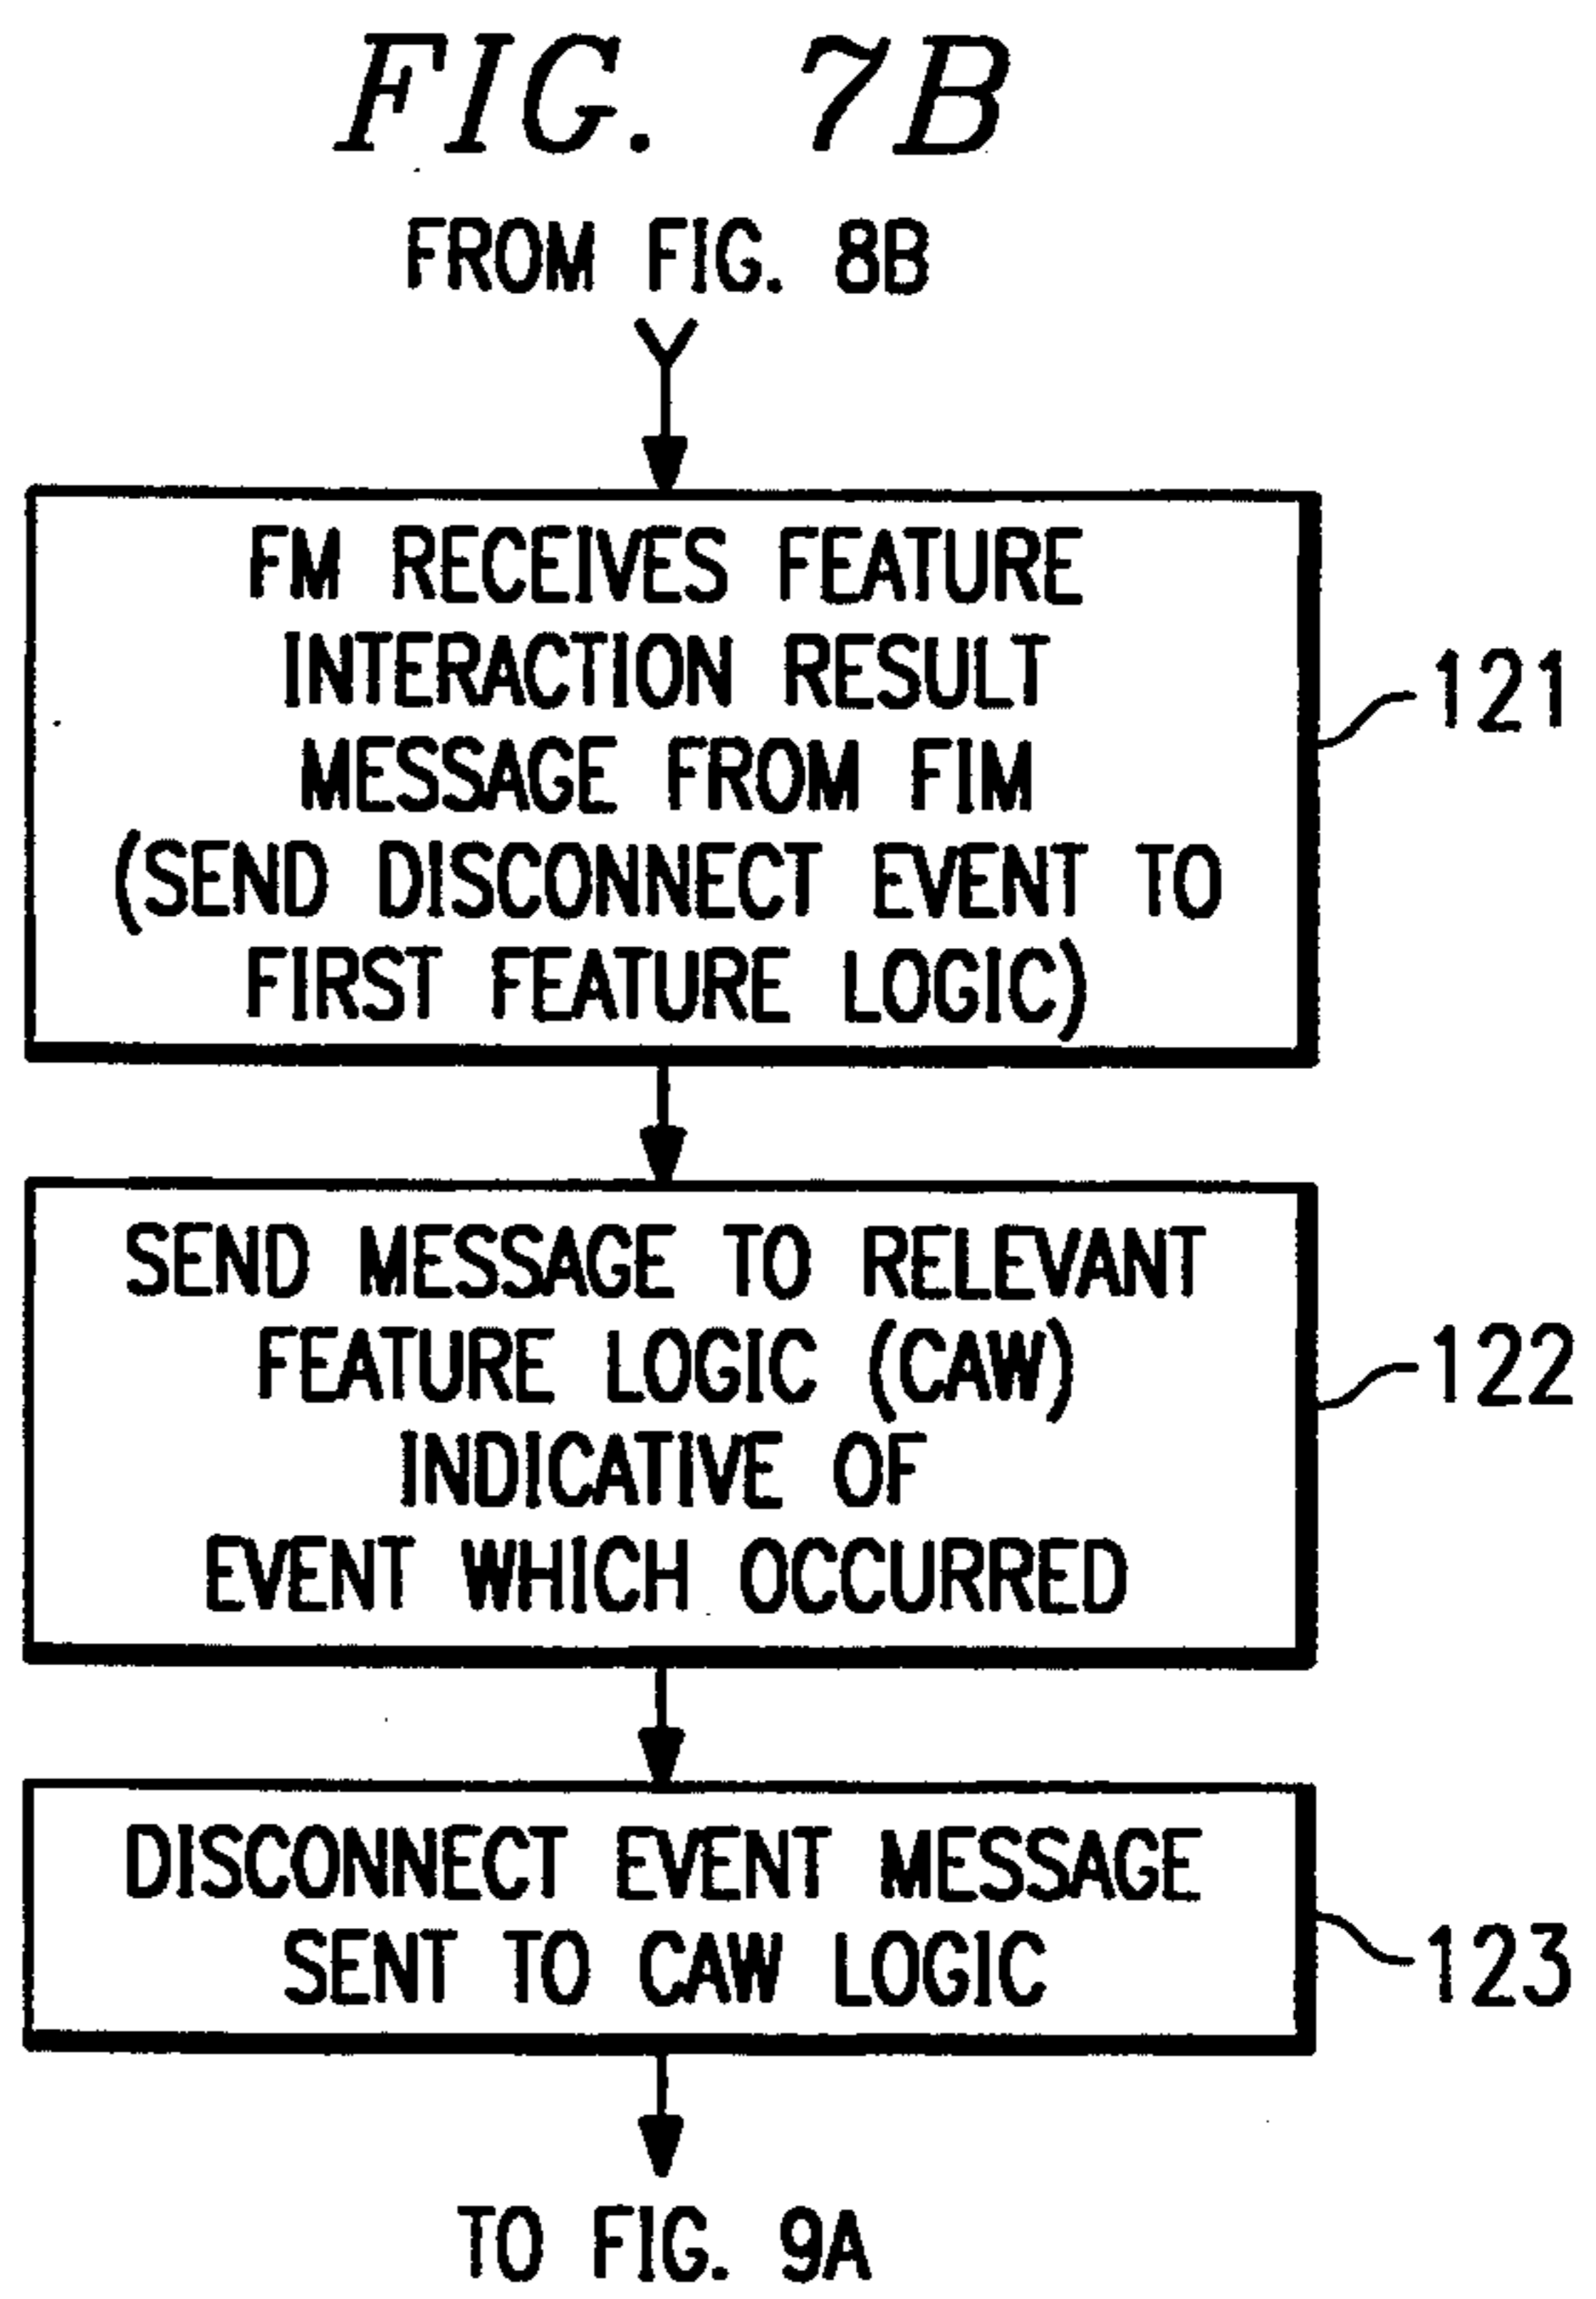 FIG. 7B
FROM FIG. 8B
FM RECEIVES FEATURE
INTERACTION RESULT
MESSAGE FROM FIM
(SEND DISCONNECT EVENT TO
FIRST FEATURE LOGIC)
121
SEND MESSAGE TO RELEVANT
FEATURE LOGIC (CAW)
INDICATIVE OF
EVENT WHICH OCCURRED
122
DISCONNECT EVENT MESSAGE
SENT TO CAW LOGIC
123
TO FIG. 9A